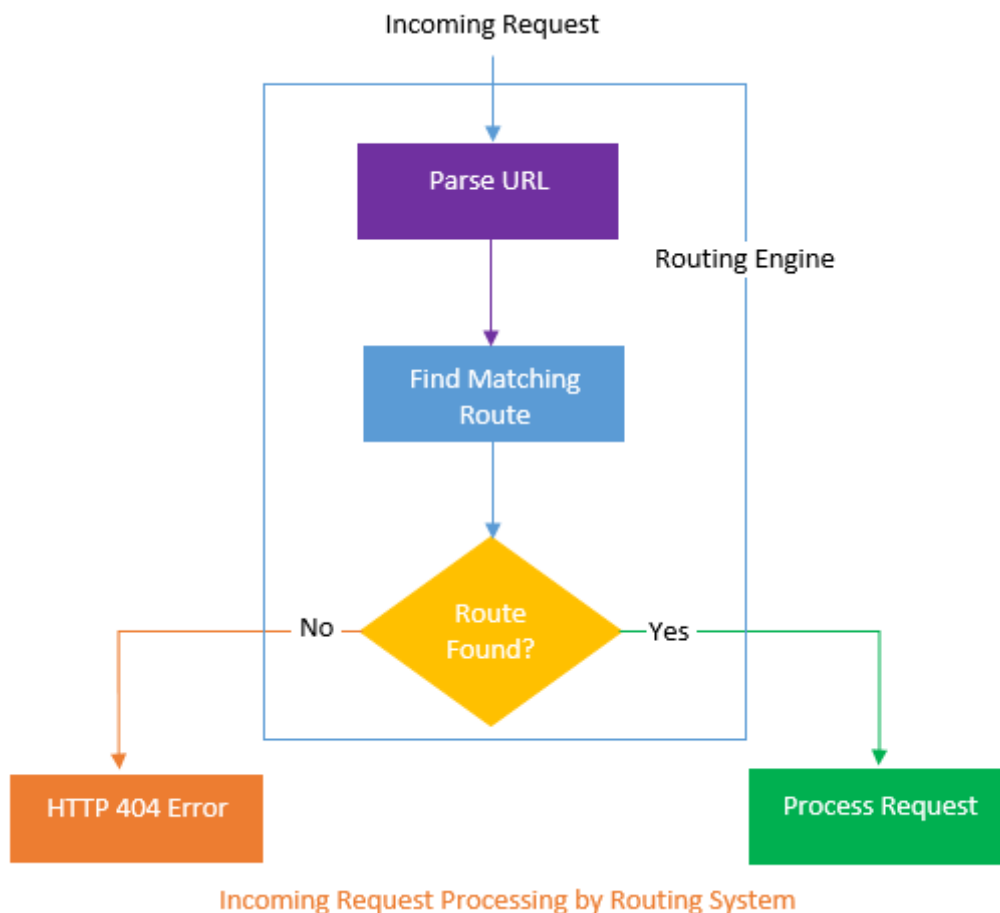 Incoming Request
Parse URL
Routing Engine
Find Matching
Route
Route
Found?
No
Yes
HTTP 404 Error
Process Request
Incoming Request Processing by Routing System